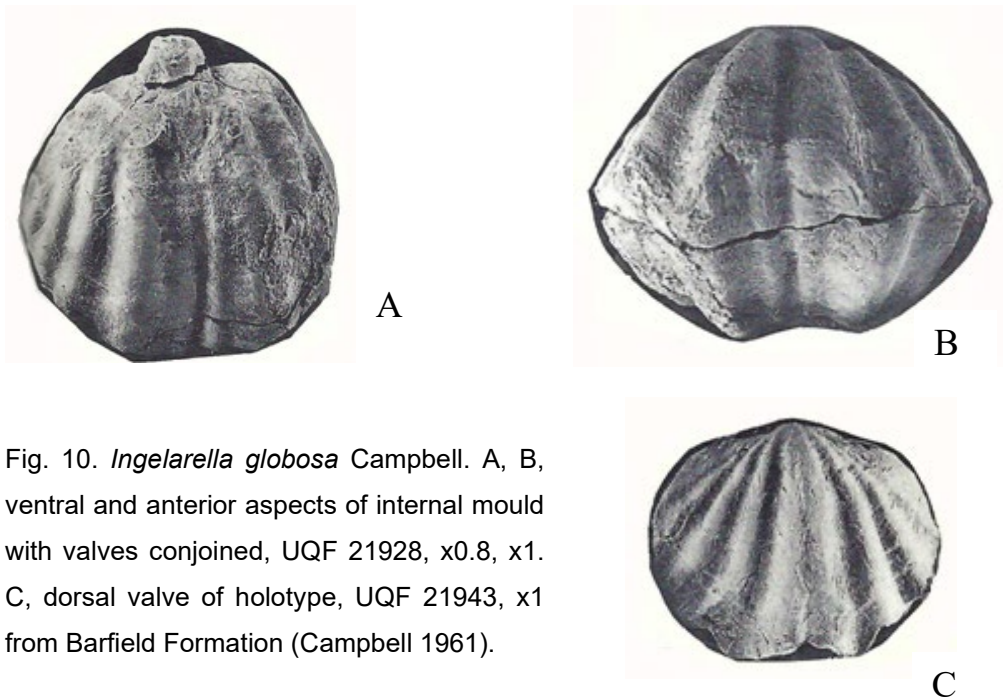 A
B
Fig. 10. Ingelarella globosa Campbell. A, B,
ventral and anterior aspects of internal mould
with valves conjoined, UQF 21928, x0.8, x1.
C, dorsal valve of holotype, UQF 21943, x1
from Barfield Formation (Campbell 1961).
C